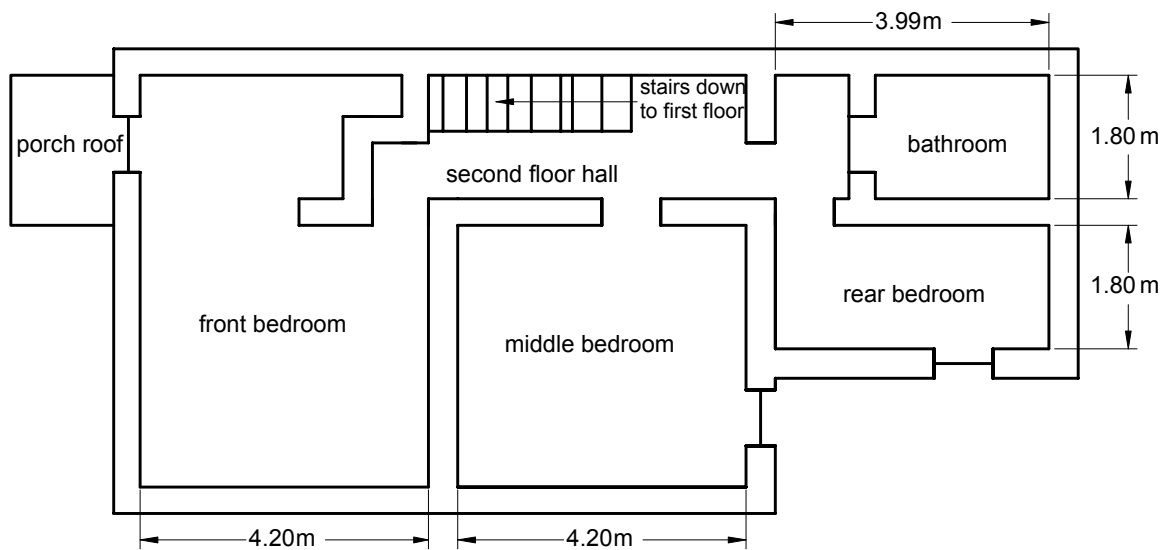 3.99m
stairs down
to first floor
porch roof
bathroom
1.80 m
second floor hall
1.80 m
rear bedroom
front bedroom
middle bedroom
4.20m
4.20m